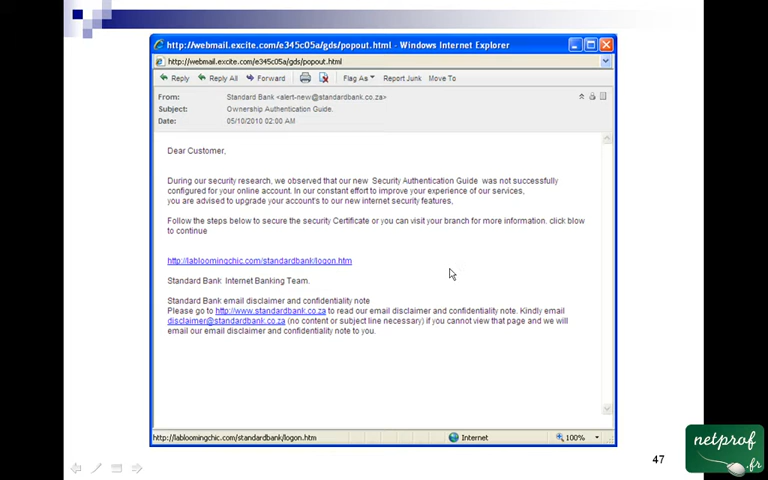 http://webmail.excite.com/e345c05a/gds/popout.html - Windows Internet Explorer
http://webmail.excite.com/e345c05a/gds/popout.html
Reply Reply All Forward Flag As Report Junk Move To
From: Standard Bank <alert-new@standardbank.co.za>
Subject: Ownership Authentication Guide.
Date: 05/10/2010 02:00 AM
Dear Customer,
During our security research, we observed that our new Security Authentication Guide was not successfully
configured for your online account. In our constant effort to improve your experience of our services,
you are advised to upgrade your account's to our new internet security features,
Follow the steps below to secure the security Certificate or you can visit your branch for more information. click blow
to continue
http://labloomingchic.com/standardbank/logon.htm
Standard Bank Internet Banking Team.
Standard Bank email disclaimer and confidentiality note
Please go to http://www.standardbank.co.za to read our email disclaimer and confidentiality note. Kindly email
disclaimer@standardbank.co.za (no content or subject line necessary) if you cannot view that page and we will
email our email disclaimer and confidentiality note to you.
http://labloomingchic.com/standardbank/logon.htm Internet 100%
47
netprof
.fr